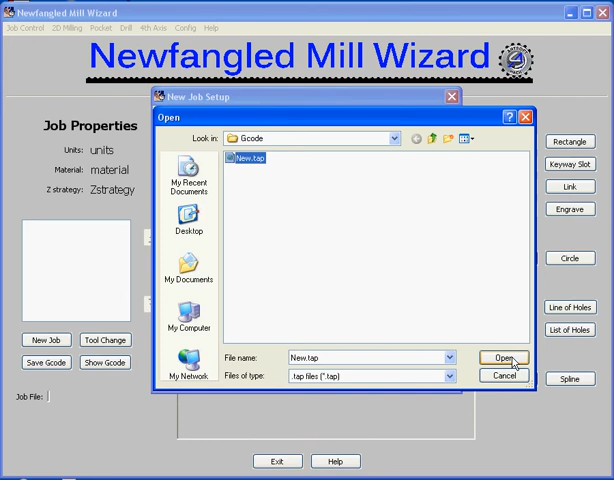 Newfangled Mill Wizard
Job Control 2D Milling Pocket Drill 4th Axis Config Help
Newfangled Mill Wizard
New Job Setup
Open
Look in: Gcode
New.tap
My Recent
Documents
Desktop
My Documents
My Computer
My Network
File name: New.tap Open
Files of type: .tap files (*.tap) Cancel
Job Properties
Units: units
Material: material
Z strategy: Zstrategy
New Job Tool Change
Save Gcode Show Gcode
Job File:
Rectangle
Keyway Slot
Link
Engrave
Circle
Line of Holes
List of Holes
Spline
Exit Help